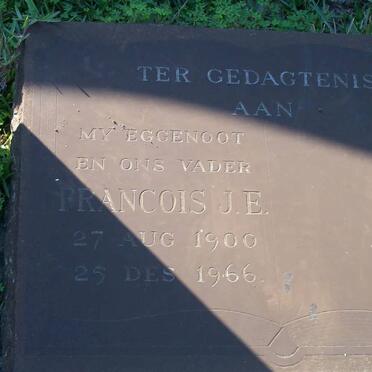 TER GEDAGTENIS
AAN
MY EGGENOOT
EN ONS VADER
FRANCOIS J.E.
27 AUG 1900
25 DES 1966.